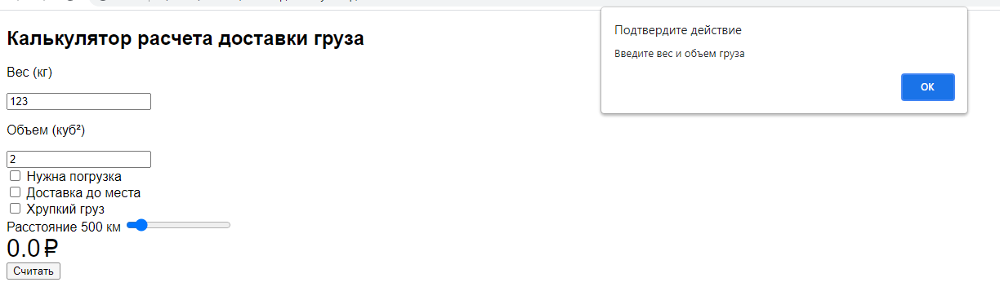 Калькулятор расчета доставки груза
Вес (кг)
123
Объем (куб²)
2
Нужна погрузка
Доставка до места
Хрупкий груз
Расстояние 500 км
0.0 ₽
Считать
Подтвердите действие
Введите вес и объем груза
ОК